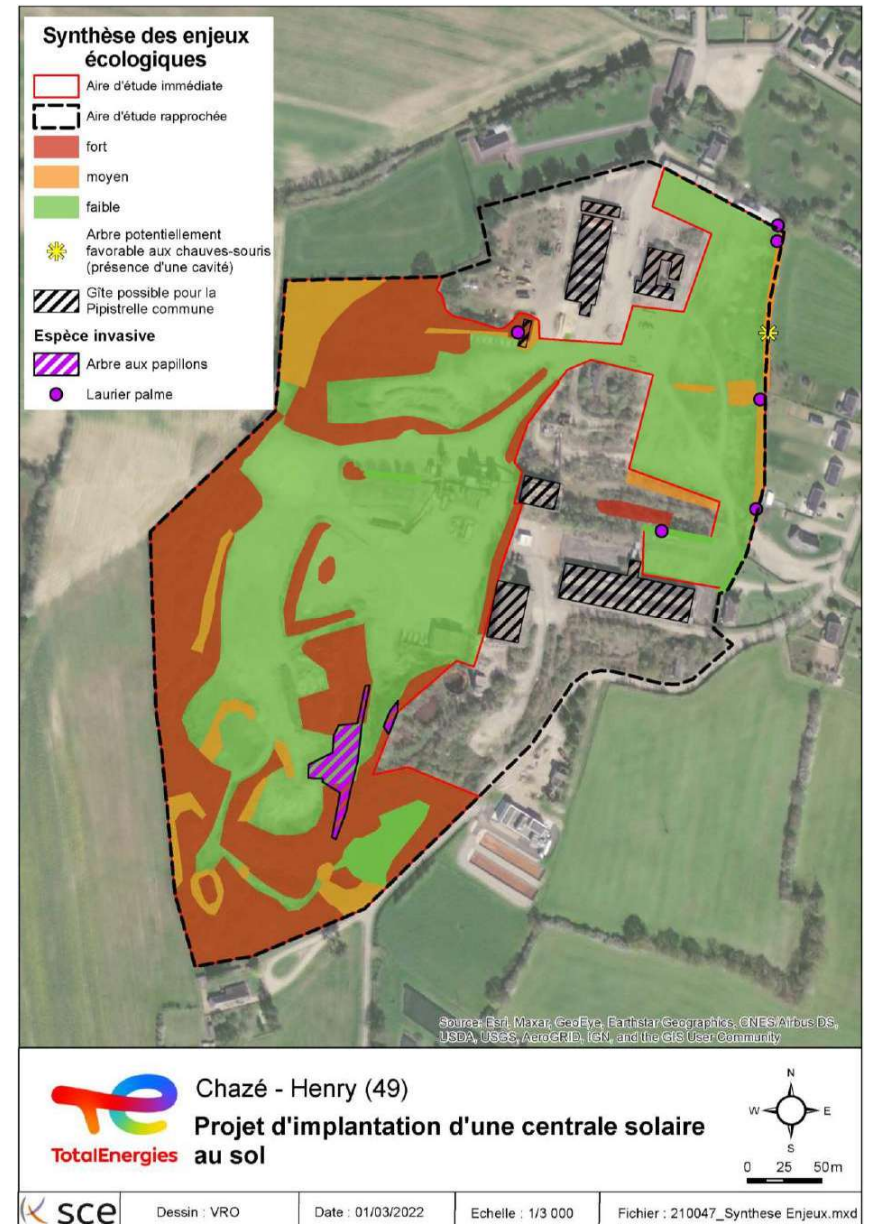 Synthèse des enjeux
écologiques
Aire d'étude immédiate
Aire d'étude rapprochée
fort
moyen
faible
Arbre potentiellement
favorable aux chauves-souris
(présence d'une cavité)
Gîte possible pour la
Pipistrelle commune
Espèce invasive
Arbre aux papillons
Laurier palme
Source: Esri, Maxar, GeoEye, Earthstar Geographics, CNES/Airbus DS,
USDA, USGS, AeroGRID, IGN, and the GIS User Community
TotalEnergies
Chazé - Henry (49)
Projet d'implantation d'une centrale solaire
au sol
N
W
E
S
0 25 50m
sce
Dessin : VRO
Date : 01/03/2022
Echelle : 1/3 000
Fichier : 210047_Synthese Enjeux.mxd